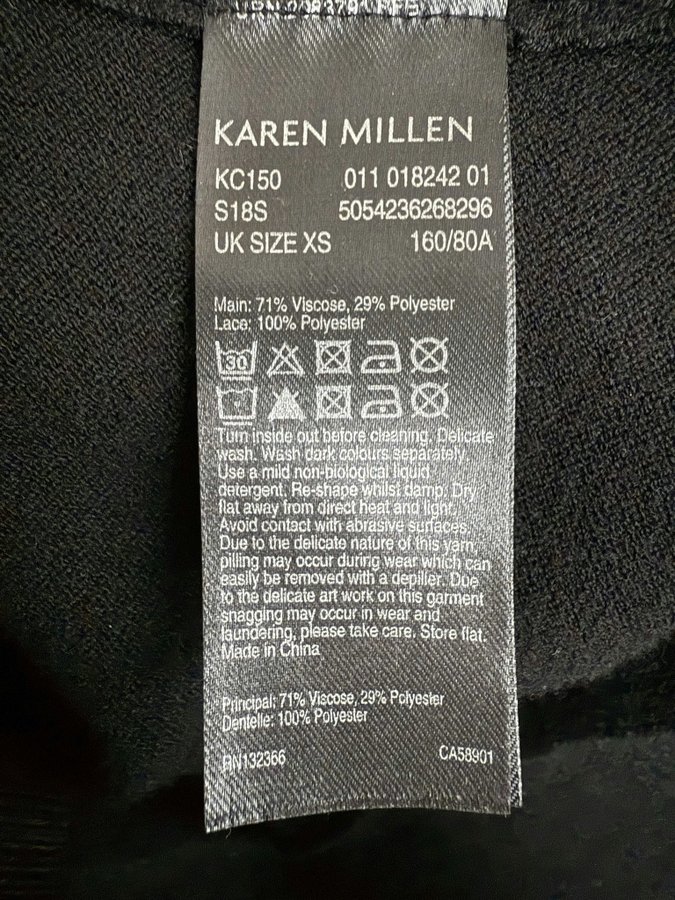 KAREN MILLEN
KC150 011 018242 01
S18S 5054236268296
UK SIZE XS 160/80A
Main: 71% Viscose, 29% Polyester
Lace: 100% Polyester
30
Turn inside out before cleaning. Delicate
wash. Wash dark colours separately.
Use a mild non-biological liquid
detergent. Re-shape whilst damp. Dry
flat away from direct heat and light.
Avoid contact with abrasive surfaces.
Due to the delicate nature of this yarn,
pilling may occur during wear which can
easily be removed with a depiller. Due
to the delicate art work on this garment
snagging may occur in wear and
laundering, please take care. Store flat.
Made in China
Principal: 71% Viscose, 29% Polyester
Dentelle: 100% Polyester
RN132366 CA58901